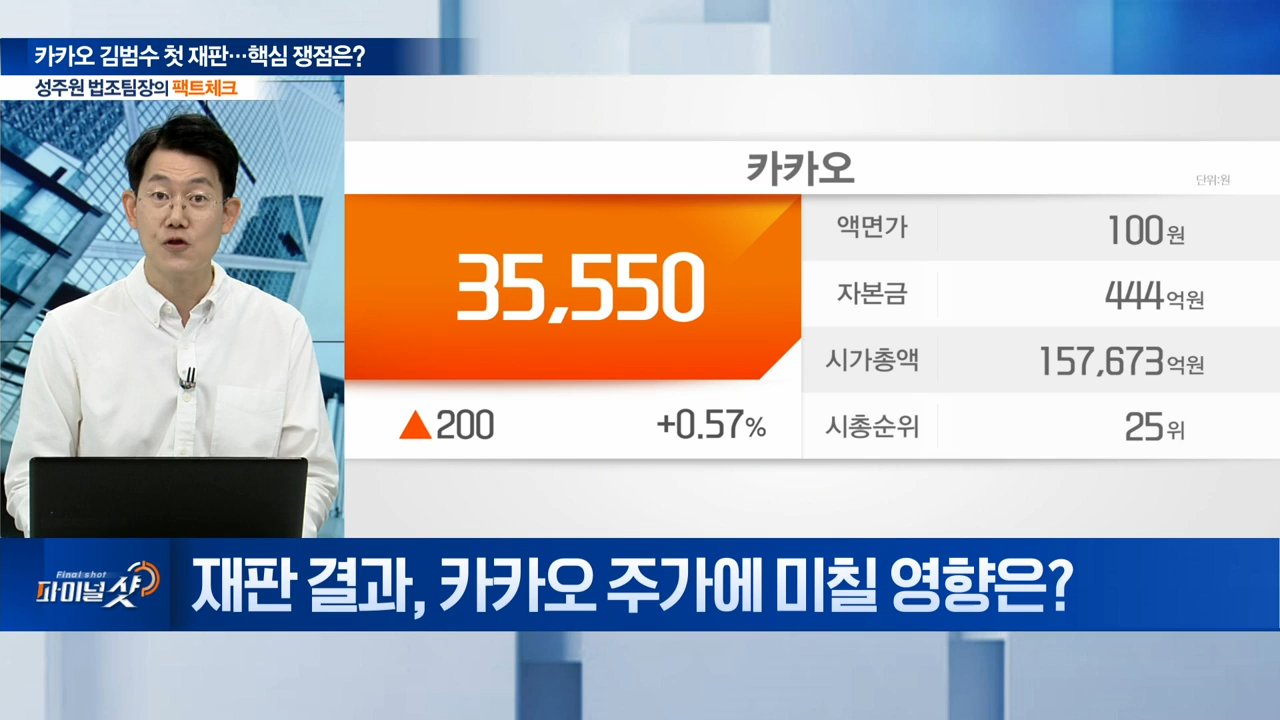 카카오 김범수 첫 재판…핵심 쟁점은?
성주원 법조팀장의 팩트체크
카카오
단위:원
35,550
▲200 +0.57%
액면가 100원
자본금 444억원
시가총액 157,673억원
시총순위 25위
Final shot
파이널샷
재판 결과, 카카오 주가에 미칠 영향은?